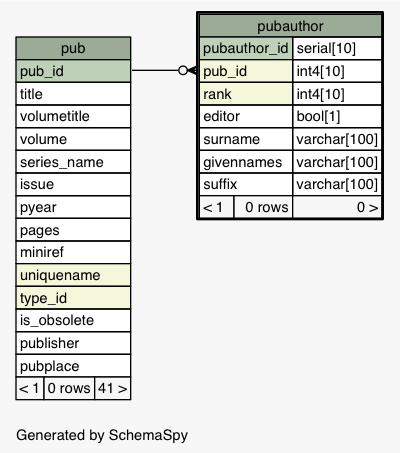 pub
pub_id
title
volumetitle
volume
series_name
issue
pyear
pages
miniref
uniquename
type_id
is_obsolete
publisher
pubplace
< 1 0 rows 41 >
pubauthor
pubauthor_id serial[10]
pub_id int4[10]
rank int4[10]
editor bool[1]
surname varchar[100]
givennames varchar[100]
suffix varchar[100]
< 1 0 rows 0 >
Generated by SchemaSpy